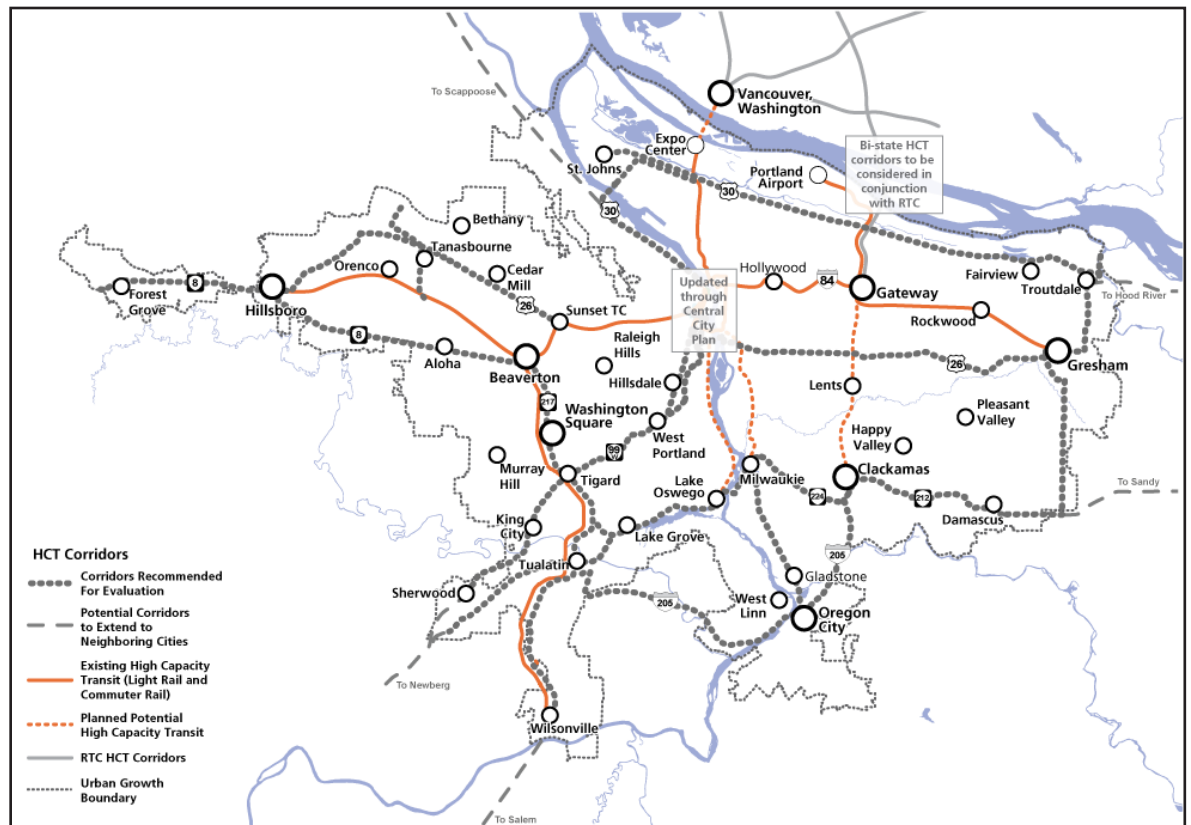 To Scappoose
Vancouver,
Washington
Expo
Center
St. Johns
Portland
Airport
Bi-state HCT
corridors to be
considered in
conjunction
with RTC
30
30
Bethany
Tanasbourne
Orenco
Cedar
Mill
8
Forest
Grove
Hillsboro
26
Sunset TC
Hollywood
84
Updated
through
Central
City
Plan
Gateway
Fairview
Troutdale
To Hood River
Rockwood
8
Aloha
Beaverton
Raleigh
Hills
Hillsdale
26
Gresham
217
Washington
Square
Lents
Pleasant
Valley
99
W
West
Portland
Happy
Valley
Murray
Hill
Tigard
Milwaukie
Clackamas
To Sandy
Lake
Oswego
224
212
Damascus
King
City
Lake Grove
Tualatin
205
Sherwood
205
Gladstone
West
Linn
Oregon
City
To Newberg
Wilsonville
To Salem
HCT Corridors
Corridors Recommended
For Evaluation
Potential Corridors
to Extend to
Neighboring Cities
Existing High Capacity
Transit (Light Rail and
Commuter Rail)
Planned Potential
High Capacity Transit
RTC HCT Corridors
Urban Growth
Boundary